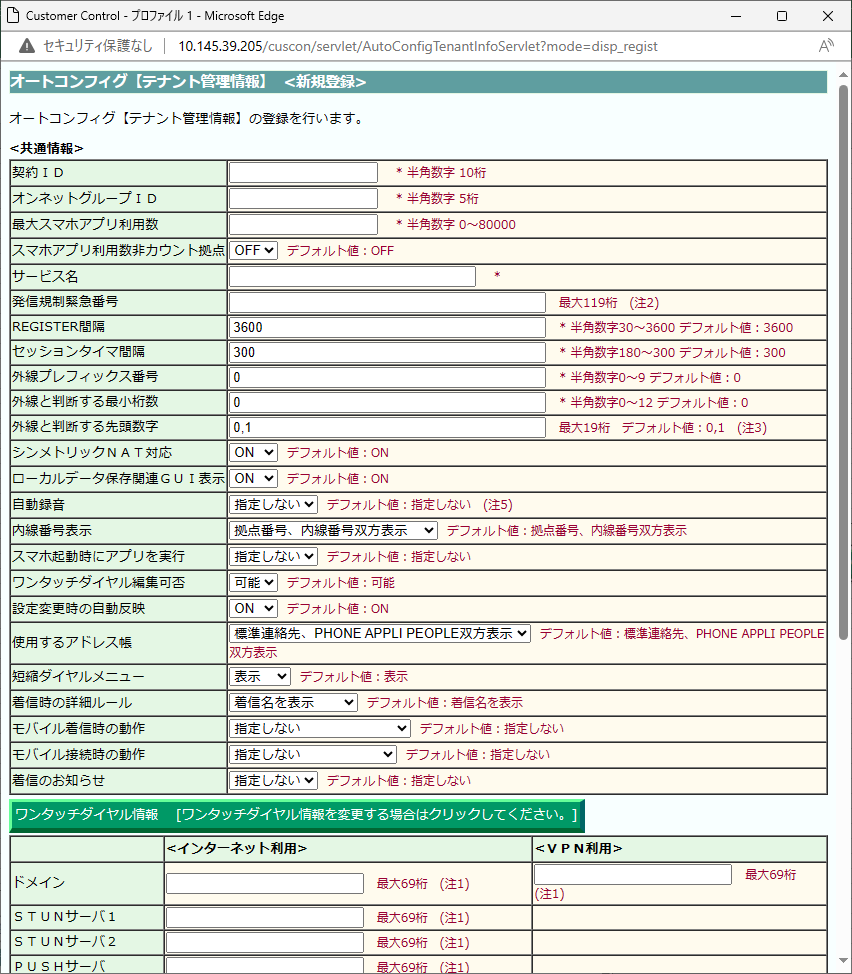 Customer Control - プロファイル 1 - Microsoft Edge
セキュリティ保護なし 10.145.39.205/cuscon/servlet/AutoConfigTenantInfoServlet?mode=disp_regist
オートコンフィグ【テナント管理情報】 <新規登録>
オートコンフィグ【テナント管理情報】の登録を行います。
<共通情報>
契約ＩＤ * 半角数字 10桁
オンネットグループＩＤ * 半角数字 5桁
最大スマホアプリ利用数 * 半角数字 0～80000
スマホアプリ利用数非カウント拠点 OFF デフォルト値：OFF
サービス名 *
発信規制緊急番号 最大119桁 (注2)
REGISTER間隔 3600 * 半角数字30～3600 デフォルト値：3600
セッションタイマ間隔 300 * 半角数字180～300 デフォルト値：300
外線プレフィックス番号 0 * 半角数字0～9 デフォルト値：0
外線と判断する最小桁数 0 * 半角数字0～12 デフォルト値：0
外線と判断する先頭数字 0,1 最大19桁 デフォルト値：0,1 (注3)
シンメトリックＮＡＴ対応 ON デフォルト値：ON
ローカルデータ保存関連ＧＵＩ表示 ON デフォルト値：ON
自動録音 指定しない デフォルト値：指定しない (注5)
内線番号表示 拠点番号、内線番号双方表示 デフォルト値：拠点番号、内線番号双方表示
スマホ起動時にアプリを実行 指定しない デフォルト値：指定しない
ワンタッチダイヤル編集可否 可能 デフォルト値：可能
設定変更時の自動反映 ON デフォルト値：ON
使用するアドレス帳 標準連絡先、PHONE APPLI PEOPLE双方表示 デフォルト値：標準連絡先、PHONE APPLI PEOPLE
双方表示
短縮ダイヤルメニュー 表示 デフォルト値：表示
着信時の詳細ルール 着信名を表示 デフォルト値：着信名を表示
モバイル着信時の動作 指定しない デフォルト値：指定しない
モバイル接続時の動作 指定しない デフォルト値：指定しない
着信のお知らせ 指定しない デフォルト値：指定しない
ワンタッチダイヤル情報 [ワンタッチダイヤル情報を変更する場合はクリックしてください。]
<インターネット利用> <ＶＰＮ利用>
ドメイン 最大69桁 (注1) 最大69桁
(注1)
ＳＴＵＮサーバ１ 最大69桁 (注1)
ＳＴＵＮサーバ２ 最大69桁 (注1)
ＰＵＳＨサーバ 最大69桁 (注1)